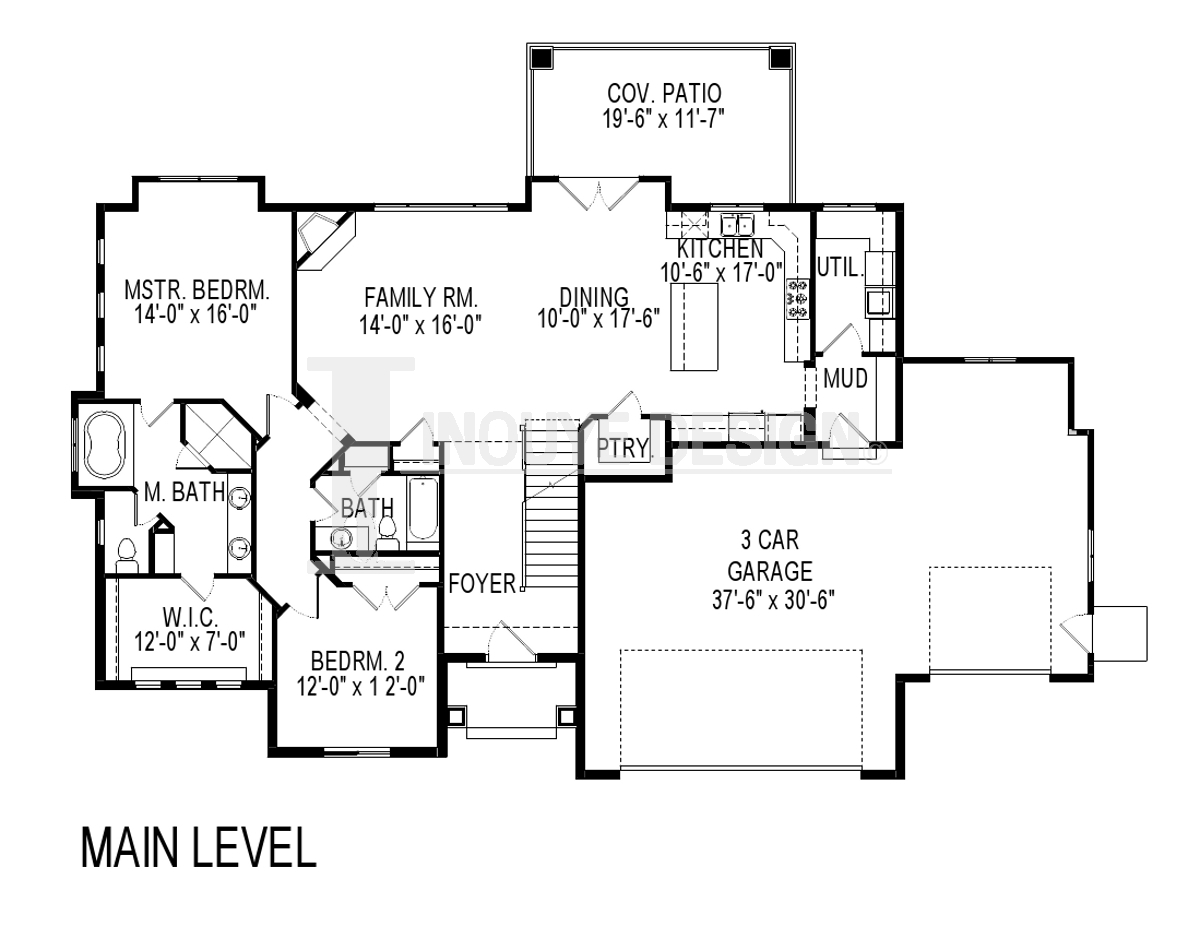 COV. PATIO
19'-6" x 11'-7"
KITCHEN
10'-6" x 17'-0"
UTIL.
MSTR. BEDRM.
14'-0" x 16'-0"
FAMILY RM.
14'-0" x 16'-0"
DINING
10'-0" x 17'-6"
MUD
INOUYE DESIGN®
PTRY.
M. BATH
BATH
3 CAR
GARAGE
37'-6" x 30'-6"
FOYER
W.I.C.
12'-0" x 7'-0"
BEDRM. 2
12'-0" x 1 2'-0"
MAIN LEVEL